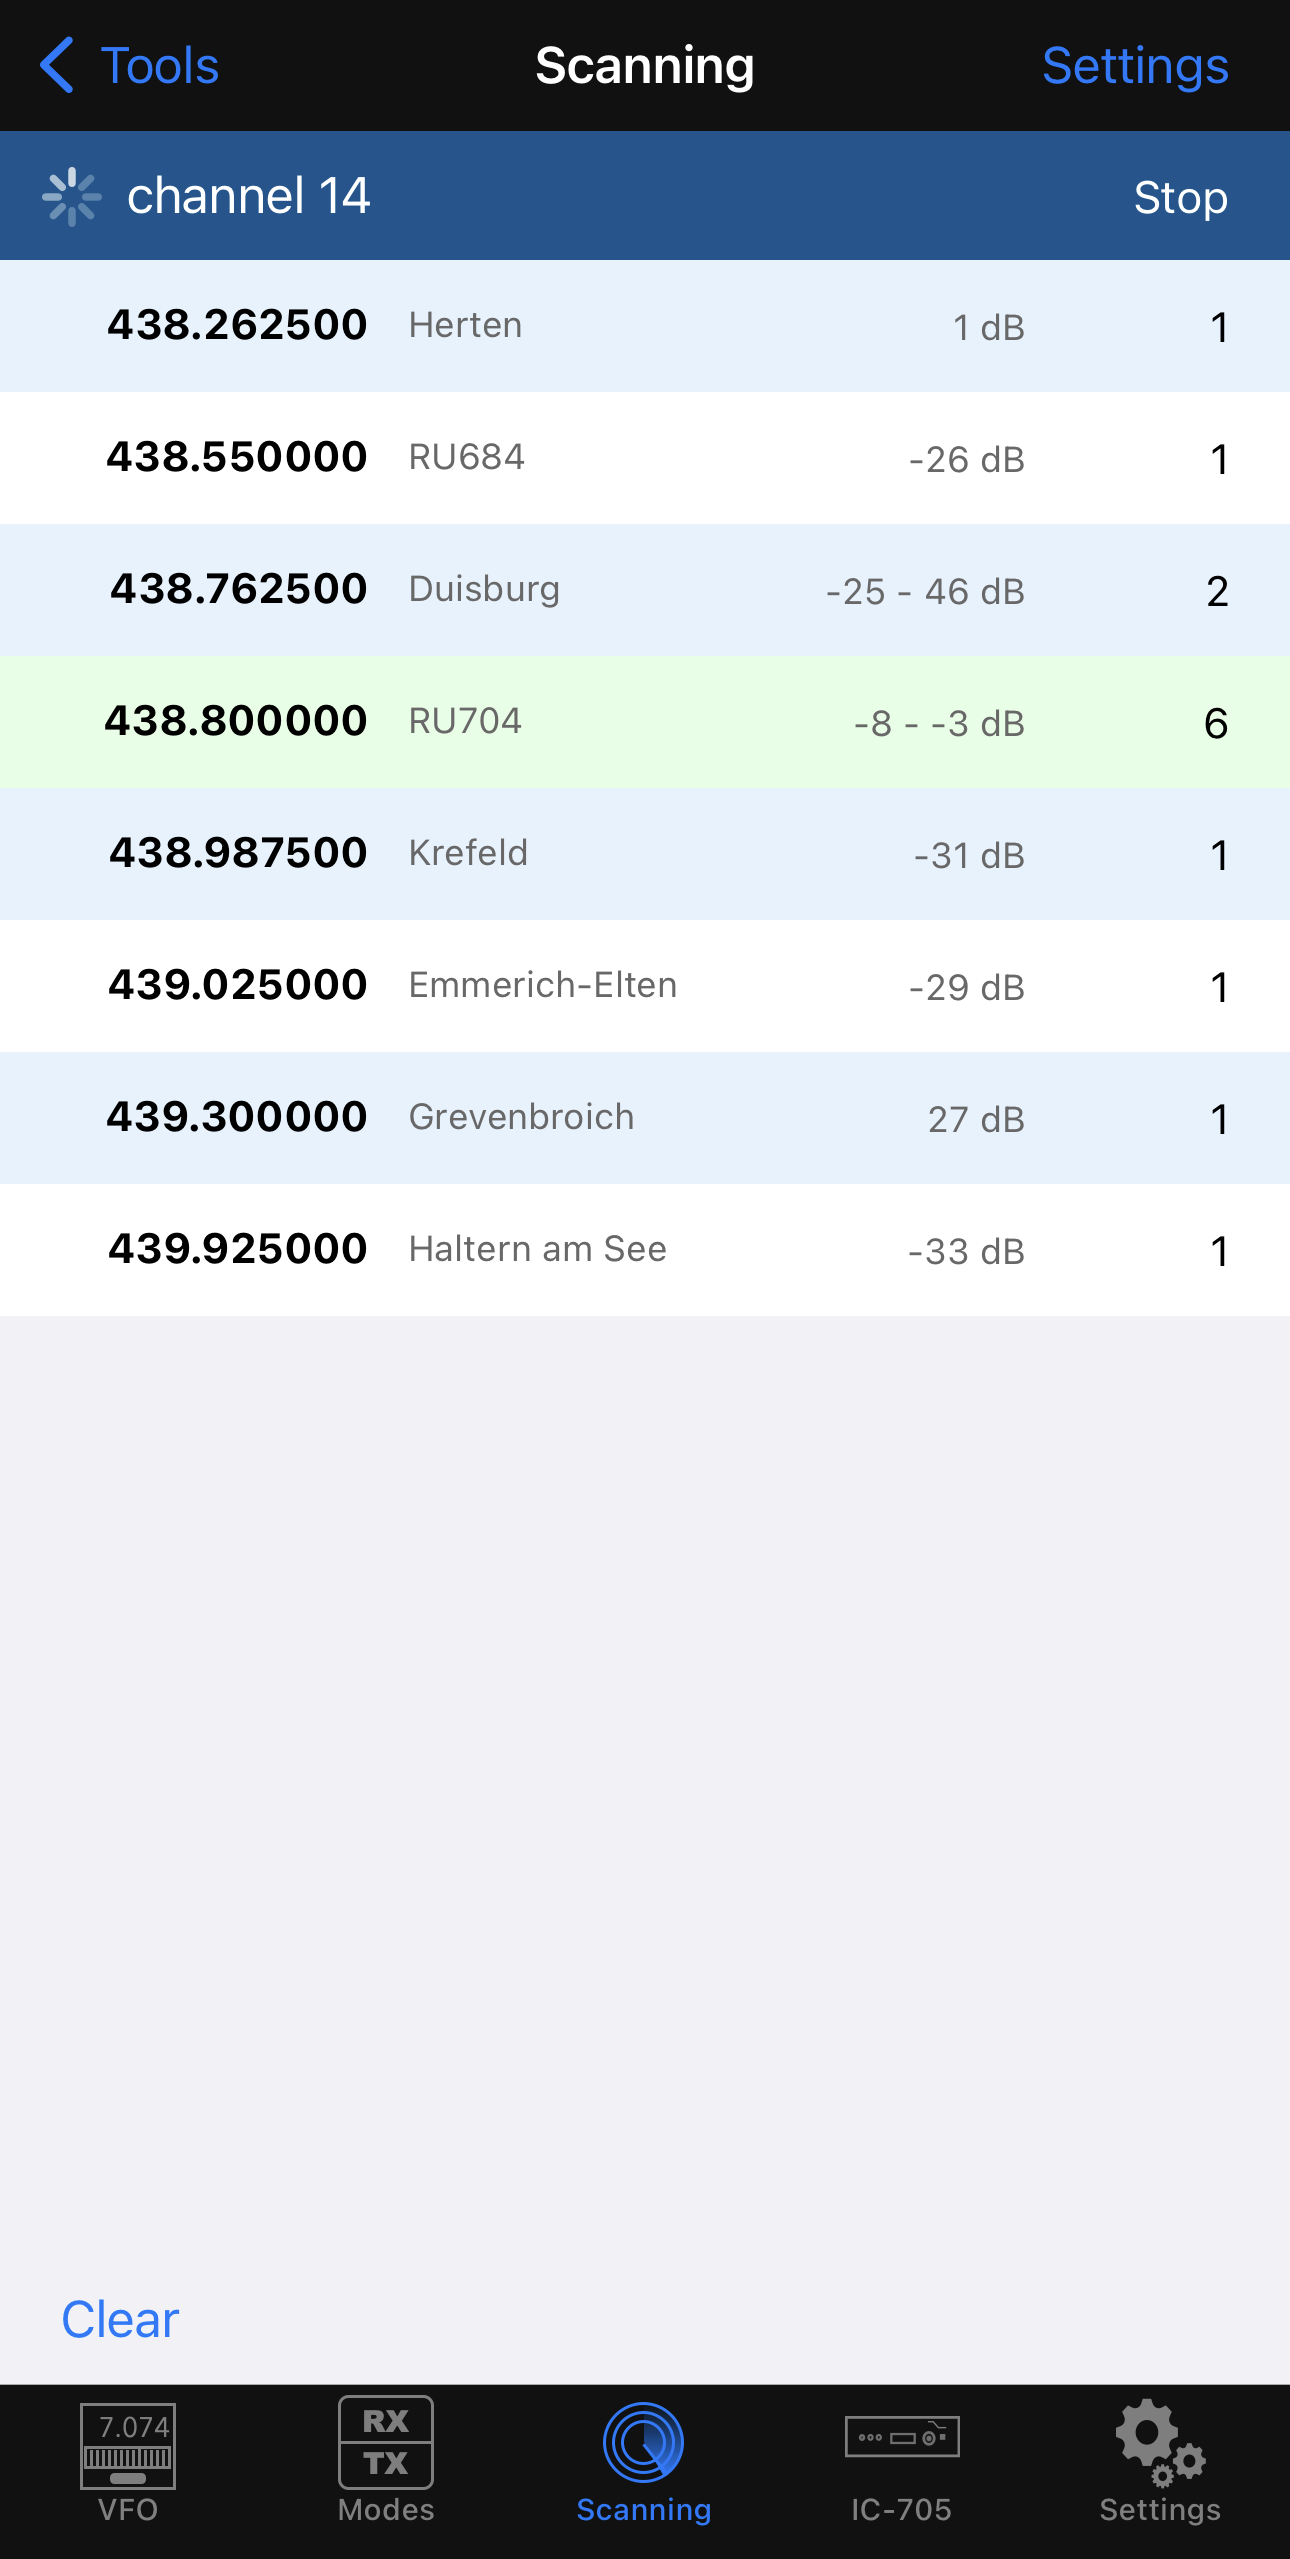 Tools Scanning Settings
channel 14 Stop
438.262500 Herten 1 dB 1
438.550000 RU684 -26 dB 1
438.762500 Duisburg -25 - 46 dB 2
438.800000 RU704 -8 - -3 dB 6
438.987500 Krefeld -31 dB 1
439.025000 Emmerich-Elten -29 dB 1
439.300000 Grevenbroich 27 dB 1
439.925000 Haltern am See -33 dB 1
Clear
7.074 RX
TX
VFO Modes Scanning IC-705 Settings